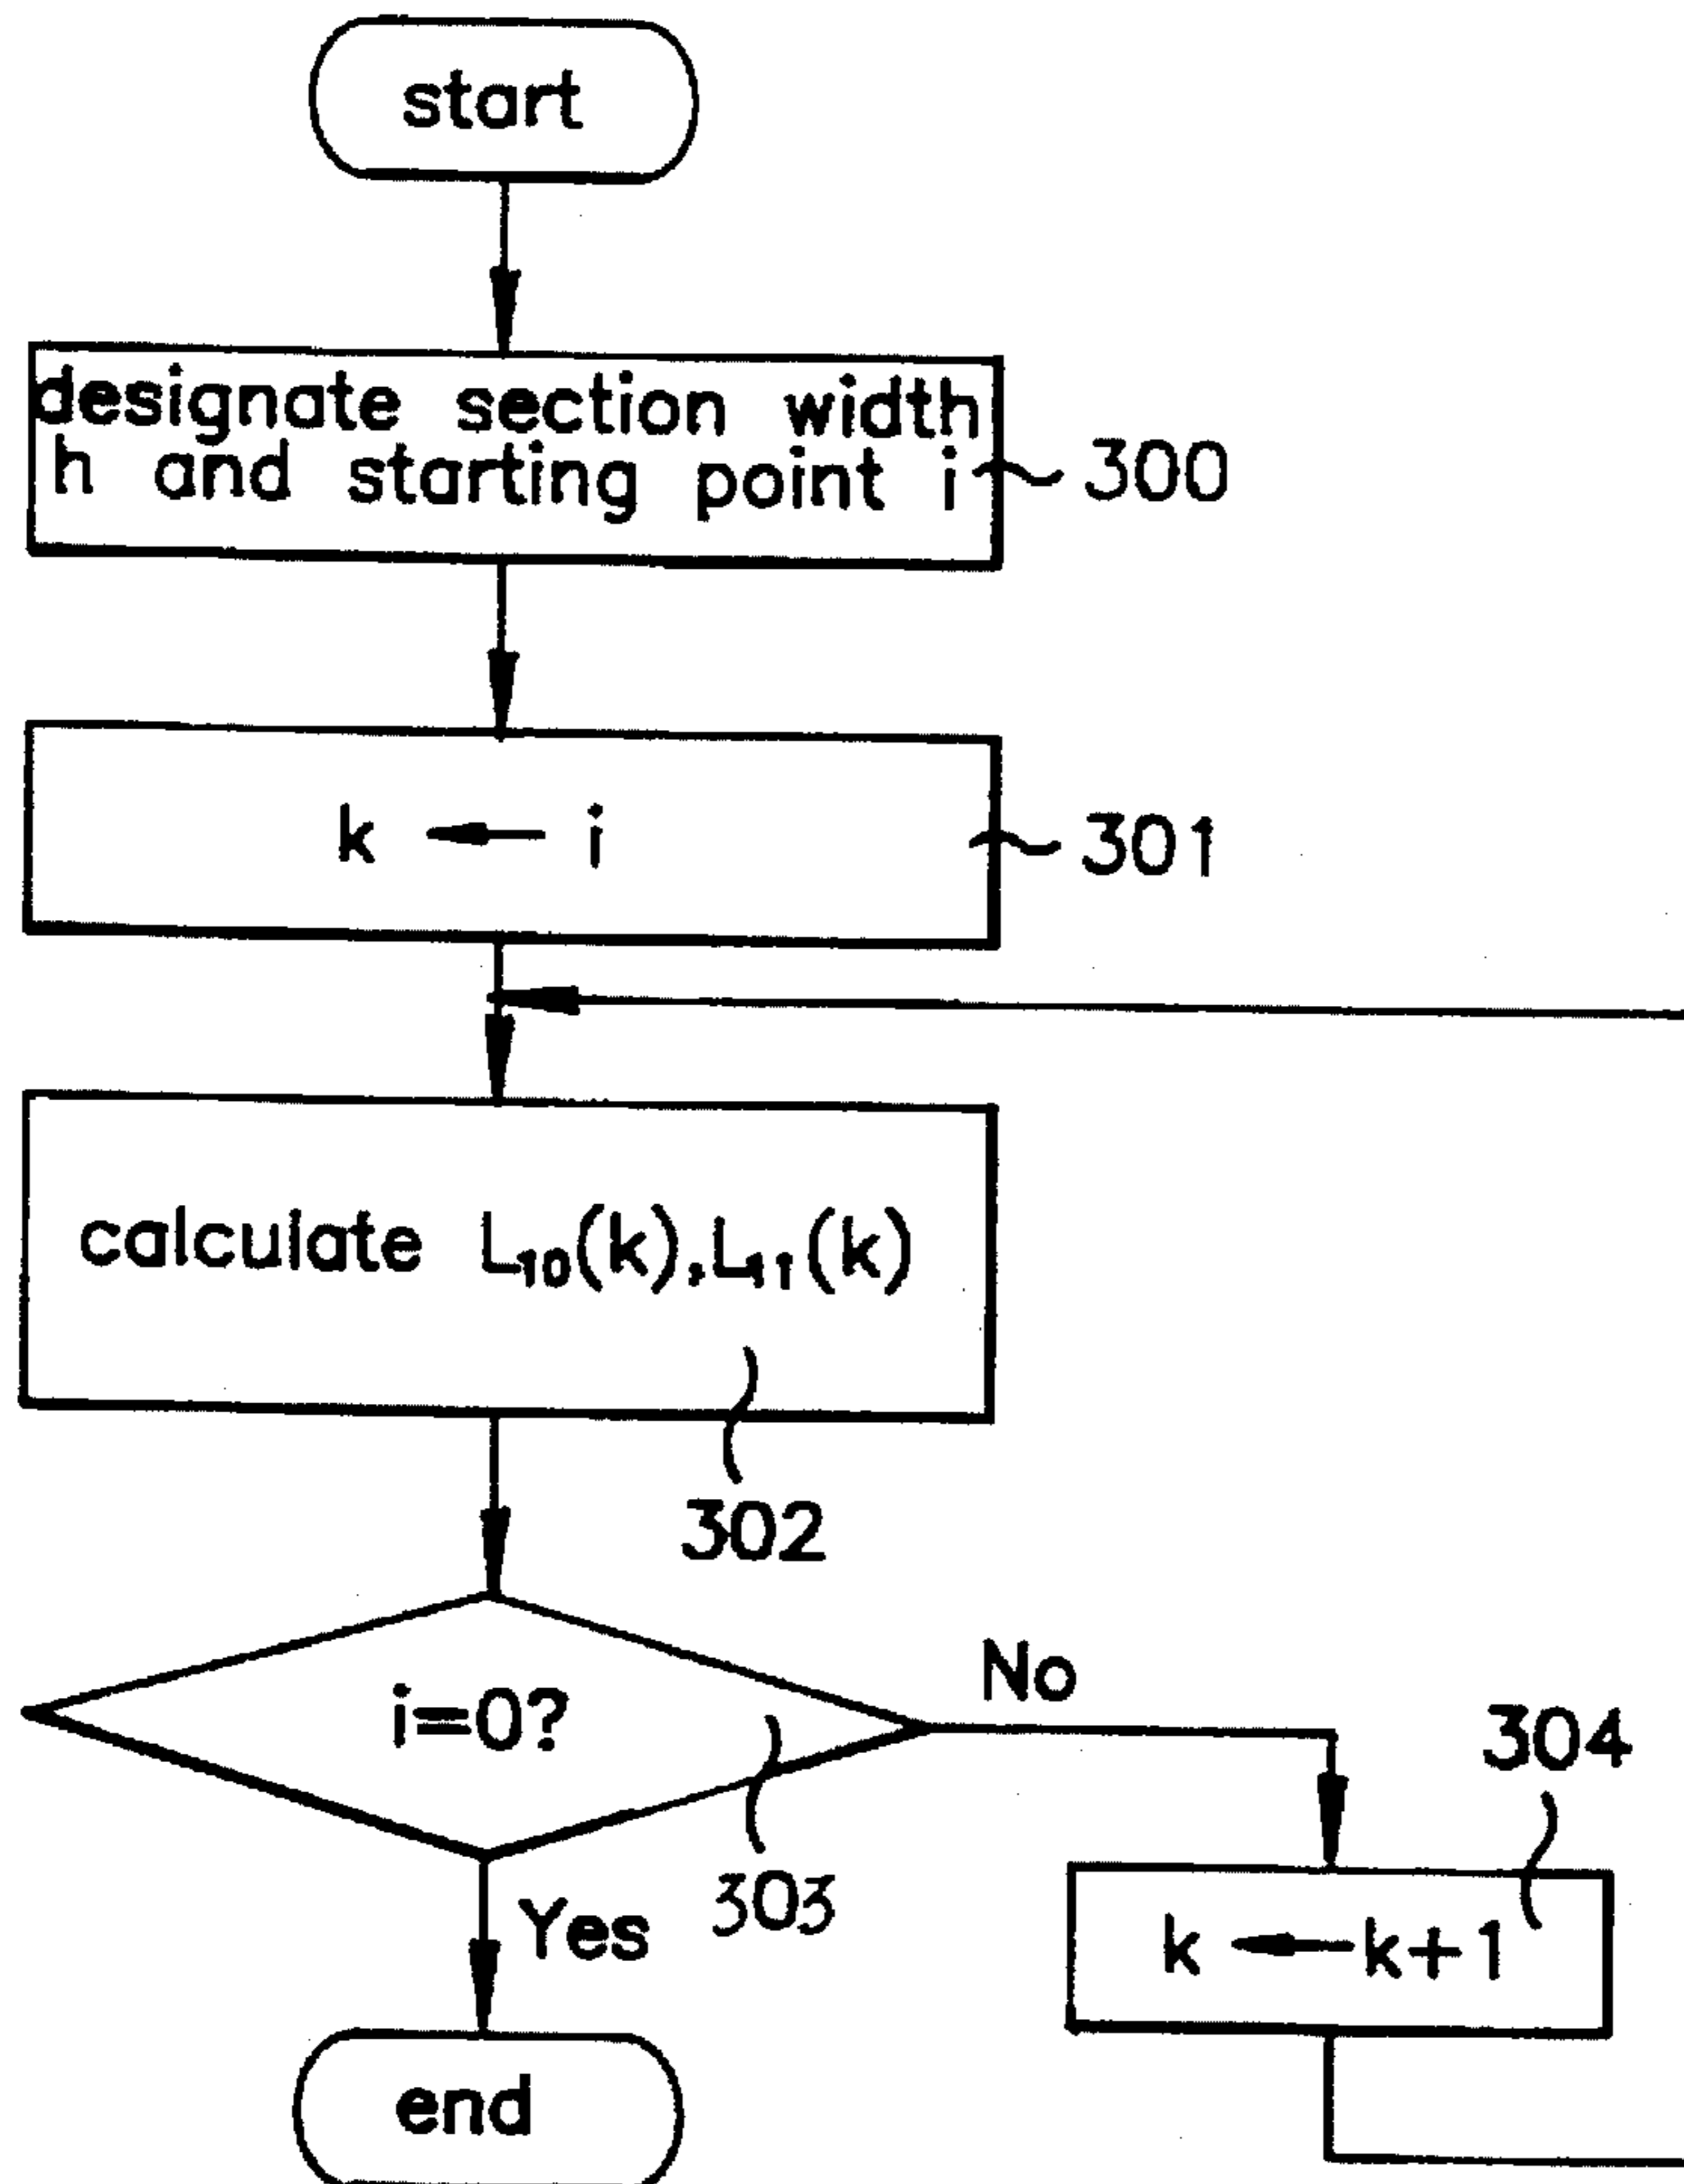 start
designate section width
h and starting point i
300
k ← i
301
calculate L₁₀(k),L₁₁(k)
302
i=0?
No
303
304
k ← k+1
Yes
end